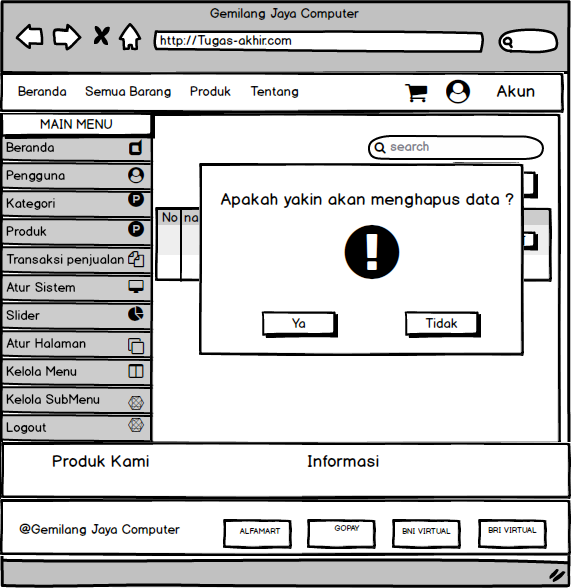 Gemilang Jaya Computer
http://Tugas-akhir.com
Beranda Semua Barang Produk Tentang Akun
MAIN MENU
Beranda
Pengguna
Kategori P
Produk P
Transaksi penjualan
Atur Sistem
Slider
Atur Halaman
Kelola Menu
Kelola SubMenu
Logout
search
No na
Apakah yakin akan menghapus data ?
!
Ya Tidak
Produk Kami Informasi
@Gemilang Jaya Computer ALFAMART GOPAY BNI VIRTUAL BRI VIRTUAL